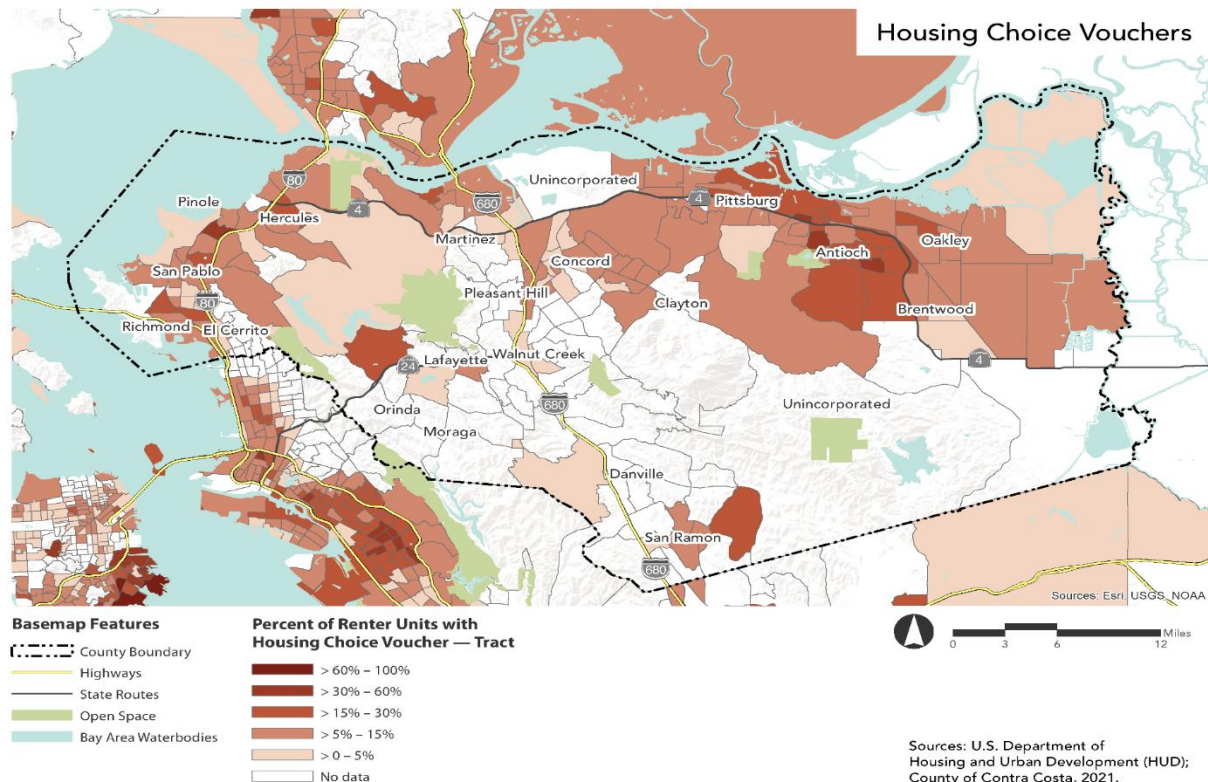 Housing Choice Vouchers
Unincorporated
80
Pinole
4
680
4
Pittsburg
Hercules
Martinez
Oakley
Antioch
Concord
San Pablo
80
Pleasant Hill
Clayton
Brentwood
Richmond
El Cerrito
Lafayette
Walnut Creek
24
4
Orinda
680
Unincorporated
Moraga
Danville
San Ramon
680
Sources: Esri, USGS, NOAA
Basemap Features
County Boundary
Highways
State Routes
Open Space
Bay Area Waterbodies
Percent of Renter Units with
Housing Choice Voucher — Tract
> 60% – 100%
> 30% – 60%
> 15% – 30%
> 5% – 15%
> 0 – 5%
No data
Miles
0 3 6 12
Sources: U.S. Department of
Housing and Urban Development (HUD);
County of Contra Costa, 2021.